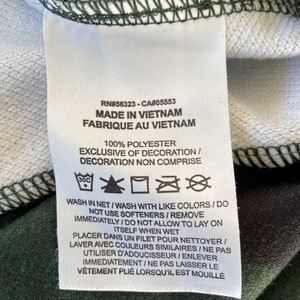 RN#56323 - CA#05553
MADE IN VIETNAM
FABRIQUE AU VIETNAM
100% POLYESTER
EXCLUSIVE OF DECORATION /
DECORATION NON COMPRISE
WASH IN NET / WASH WITH LIKE COLORS / DO
NOT USE SOFTENERS / REMOVE
IMMEDIATELY / DO NOT ALLOW TO LAY ON
ITSELF WHEN WET
PLACER DANS UN FILET POUR NETTOYER /
LAVER AVEC COULEURS SIMILAIRES / NE PAS
UTILISER D'ADOUCISSEUR / ENLEVER
IMMÉDIATEMENT / NE PAS LAISSER LE
VÊTEMENT PLIÉ LORSQU'IL EST MOUILLÉ